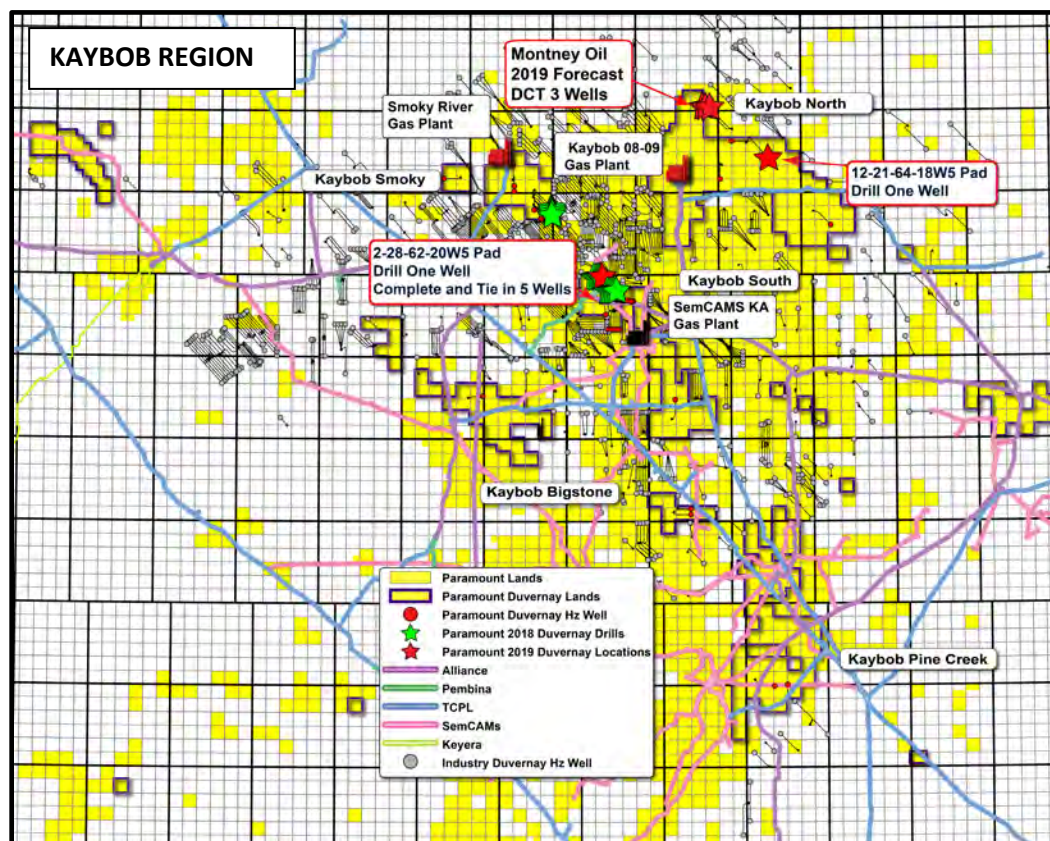 KAYBOB REGION
Montney Oil
2019 Forecast
DCT 3 Wells
Smoky River
Gas Plant
Kaybob North
Kaybob 08-09
Gas Plant
Kaybob Smoky
12-21-64-18W5 Pad
Drill One Well
2-28-62-20W5 Pad
Drill One Well
Complete and Tie in 5 Wells
Kaybob South
SemCAMS KA
Gas Plant
Kaybob Bigstone
Paramount Lands
Paramount Duvernay Lands
Paramount Duvernay Hz Well
Paramount 2018 Duvernay Drills
Paramount 2019 Duvernay Locations
Alliance
Pembina
TCPL
SemCAMs
Keyera
Industry Duvernay Hz Well
Kaybob Pine Creek